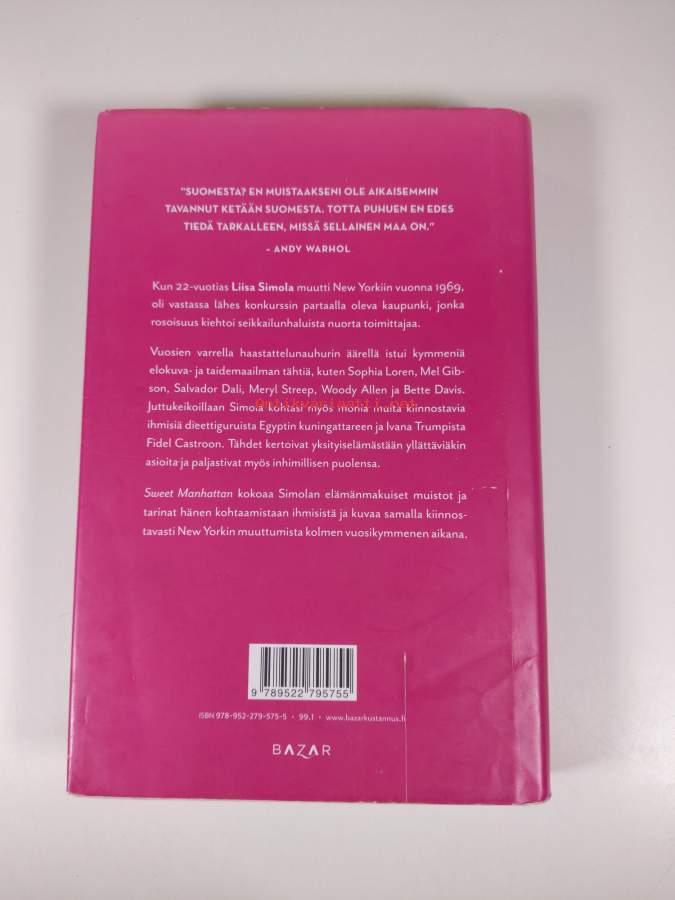 "SUOMESTA? EN MUISTAAKSENI OLE AIKAISEMMIN
TAVANNUT KETÄÄN SUOMESTA. TOTTA PUHUEN EN EDES
TIEDÄ TARKALLEEN, MISSÄ SELLAINEN MAA ON."
- ANDY WARHOL
Kun 22-vuotias Liisa Simola muutti New Yorkiin vuonna 1969,
oli vastassa lähes konkurssin partaalla oleva kaupunki, jonka
rosoisuus kiehtoi seikkailunhaluista nuorta toimittajaa.
Vuosien varrella haastattelunauhurin äärellä istui kymmeniä
elokuva- ja taidemaailman tähtiä, kuten Sophia Loren, Mel Gib-
son, Salvador Dali, Meryl Streep, Woody Allen ja Bette Davis.
Antikvariaatti.net
Juttukeikoillaan Simola kohtasi myös monia muita kiinnostavia
ihmisiä dieettiguruista Egyptin kuningattareen ja Ivana Trumpista
Fidel Castroon. Tähdet kertoivat yksityiselämästään yllättäviäkin
asioita ja paljastivat myös inhimillisen puolensa.
Sweet Manhattan kokoaa Simolan elämänmakuiset muistot ja
tarinat hänen kohtaamistaan ihmisistä ja kuvaa samalla kiinnos-
tavasti New Yorkin muuttumista kolmen vuosikymmenen aikana.
9 789522 795755
ISBN 978-952-279-575-5 • 99.1 • www.bazarkustannus.fi
BAZAR